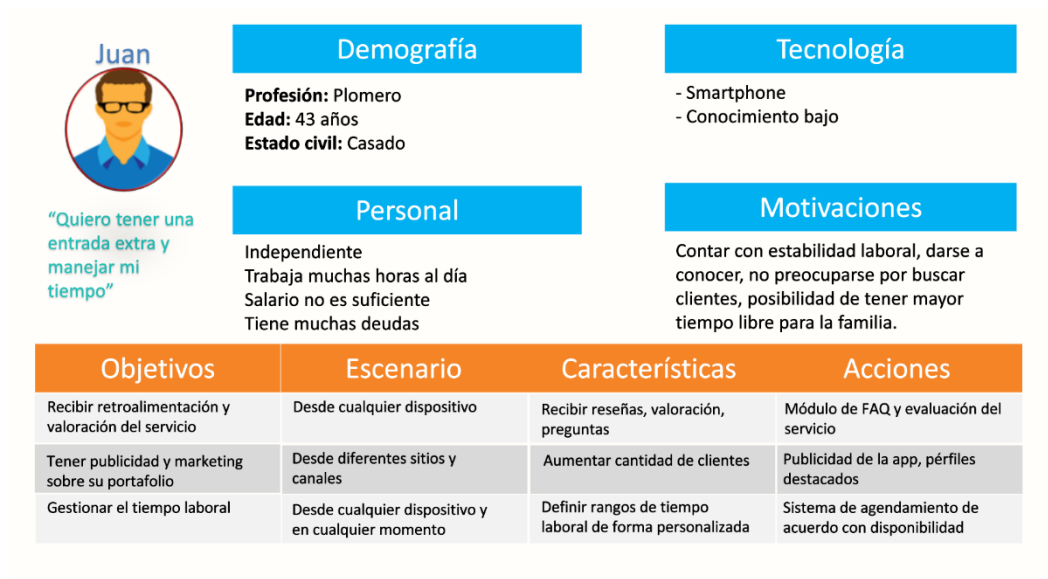 Juan
"Quiero tener una
entrada extra y
manejar mi
tiempo"
Demografía
Profesión: Plomero
Edad: 43 años
Estado civil: Casado
Tecnología
- Smartphone
- Conocimiento bajo
Personal
Independiente
Trabaja muchas horas al día
Salario no es suficiente
Tiene muchas deudas
Motivaciones
Contar con estabilidad laboral, darse a
conocer, no preocuparse por buscar
clientes, posibilidad de tener mayor
tiempo libre para la familia.
Objetivos
Escenario
Características
Acciones
Recibir retroalimentación y
valoración del servicio
Desde cualquier dispositivo
Recibir reseñas, valoración,
preguntas
Módulo de FAQ y evaluación del
servicio
Tener publicidad y marketing
sobre su portafolio
Desde diferentes sitios y
canales
Aumentar cantidad de clientes
Publicidad de la app, pérfiles
destacados
Gestionar el tiempo laboral
Desde cualquier dispositivo y
en cualquier momento
Definir rangos de tiempo
laboral de forma personalizada
Sistema de agendamiento de
acuerdo con disponibilidad